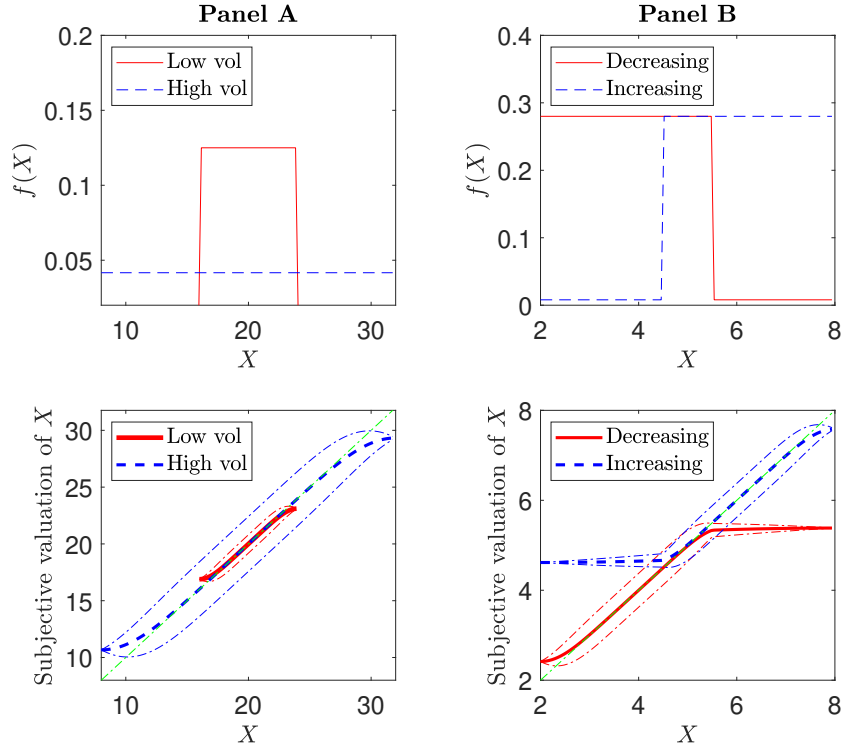 Panel A
0.2
0.15
0.1
0.05
f(X)
Low vol
High vol
10
20
30
X
Panel B
0.4
0.3
0.2
0.1
0
f(X)
Decreasing
Increasing
2
4
6
8
X
30
25
20
15
10
Subjective valuation of X
Low vol
High vol
10
20
30
X
8
6
4
2
Subjective valuation of X
Decreasing
Increasing
2
4
6
8
X